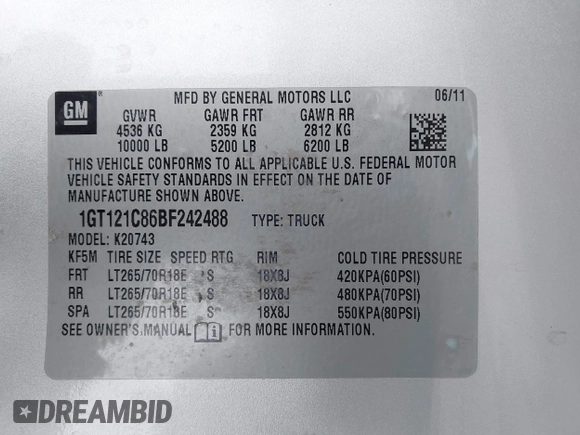 GM ®
MFD BY GENERAL MOTORS LLC 06/11
GVWR GAWR FRT GAWR RR
4536 KG 2359 KG 2812 KG
10000 LB 5200 LB 6200 LB
THIS VEHICLE CONFORMS TO ALL APPLICABLE U.S. FEDERAL MOTOR
VEHICLE SAFETY STANDARDS IN EFFECT ON THE DATE OF
MANUFACTURE SHOWN ABOVE.
1GT121C86BF242488 TYPE: TRUCK
MODEL: K20743
KF5M TIRE SIZE SPEED RTG RIM COLD TIRE PRESSURE
FRT LT265/70R18E S 18X8J 420KPA(60PSI)
RR LT265/70R18E S 18X8J 480KPA(70PSI)
SPA LT265/70R18E S 18X8J 550KPA(80PSI)
SEE OWNER'S MANUAL i FOR MORE INFORMATION.
DREAMBID